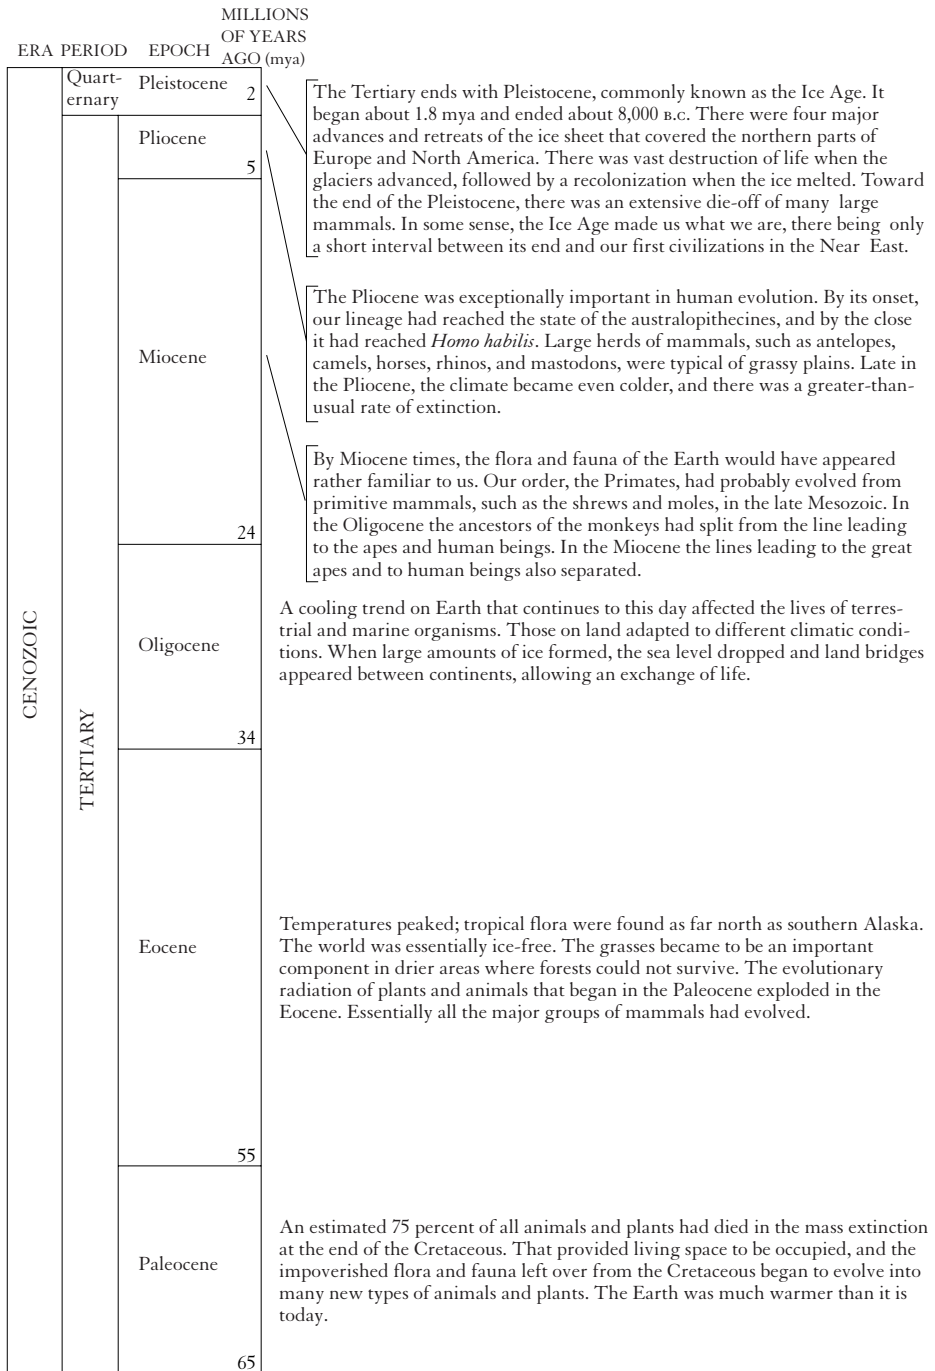 MILLIONS
OF YEARS
ERA PERIOD EPOCH AGO (mya)
Quart-
ernary
Pleistocene
2
The Tertiary ends with Pleistocene, commonly known as the Ice Age. It
began about 1.8 mya and ended about 8,000 B.C. There were four major
advances and retreats of the ice sheet that covered the northern parts of
Europe and North America. There was vast destruction of life when the
glaciers advanced, followed by a recolonization when the ice melted. Toward
the end of the Pleistocene, there was an extensive die-off of many large
mammals. In some sense, the Ice Age made us what we are, there being only
a short interval between its end and our first civilizations in the Near East.
Pliocene
5
The Pliocene was exceptionally important in human evolution. By its onset,
our lineage had reached the state of the australopithecines, and by the close
it had reached Homo habilis. Large herds of mammals, such as antelopes,
camels, horses, rhinos, and mastodons, were typical of grassy plains. Late in
the Pliocene, the climate became even colder, and there was a greater-than-
usual rate of extinction.
Miocene
24
By Miocene times, the flora and fauna of the Earth would have appeared
rather familiar to us. Our order, the Primates, had probably evolved from
primitive mammals, such as the shrews and moles, in the late Mesozoic. In
the Oligocene the ancestors of the monkeys had split from the line leading
to the apes and human beings. In the Miocene the lines leading to the great
apes and to human beings also separated.
CENOZOIC
TERTIARY
Oligocene
34
A cooling trend on Earth that continues to this day affected the lives of terres-
trial and marine organisms. Those on land adapted to different climatic condi-
tions. When large amounts of ice formed, the sea level dropped and land bridges
appeared between continents, allowing an exchange of life.
Eocene
55
Temperatures peaked; tropical flora were found as far north as southern Alaska.
The world was essentially ice-free. The grasses became to be an important
component in drier areas where forests could not survive. The evolutionary
radiation of plants and animals that began in the Paleocene exploded in the
Eocene. Essentially all the major groups of mammals had evolved.
Paleocene
65
An estimated 75 percent of all animals and plants had died in the mass extinction
at the end of the Cretaceous. That provided living space to be occupied, and the
impoverished flora and fauna left over from the Cretaceous began to evolve into
many new types of animals and plants. The Earth was much warmer than it is
today.